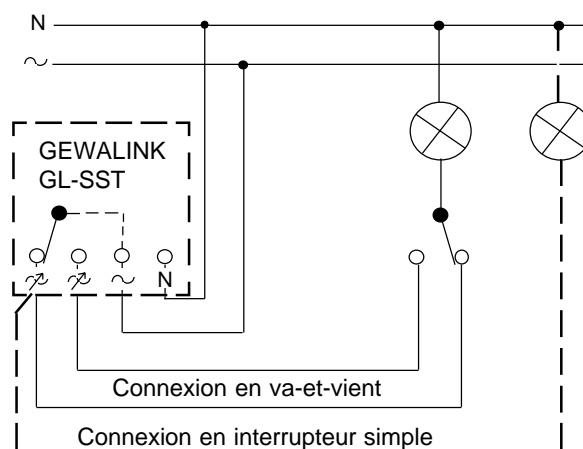 N
~
GEWALINK
GL-SST
~ ~ ~ N
Connexion en va-et-vient
Connexion en interrupteur simple